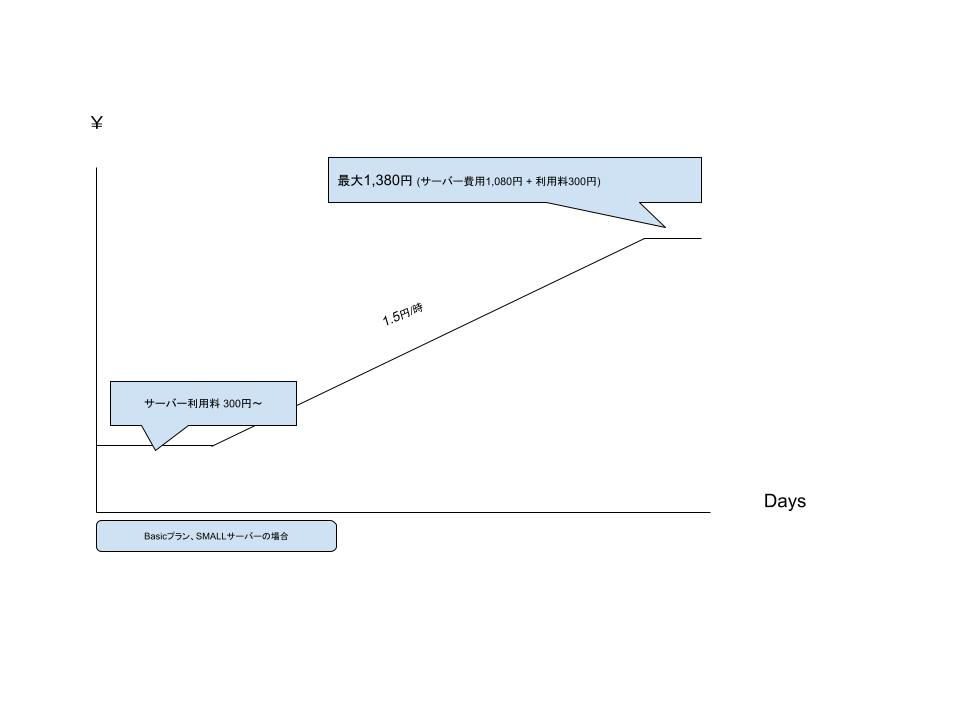 ¥
最大1,380円 (サーバー費用1,080円 + 利用料300円)
1.5円/時
サーバー利用料 300円～
Days
Basicプラン、SMALLサーバーの場合